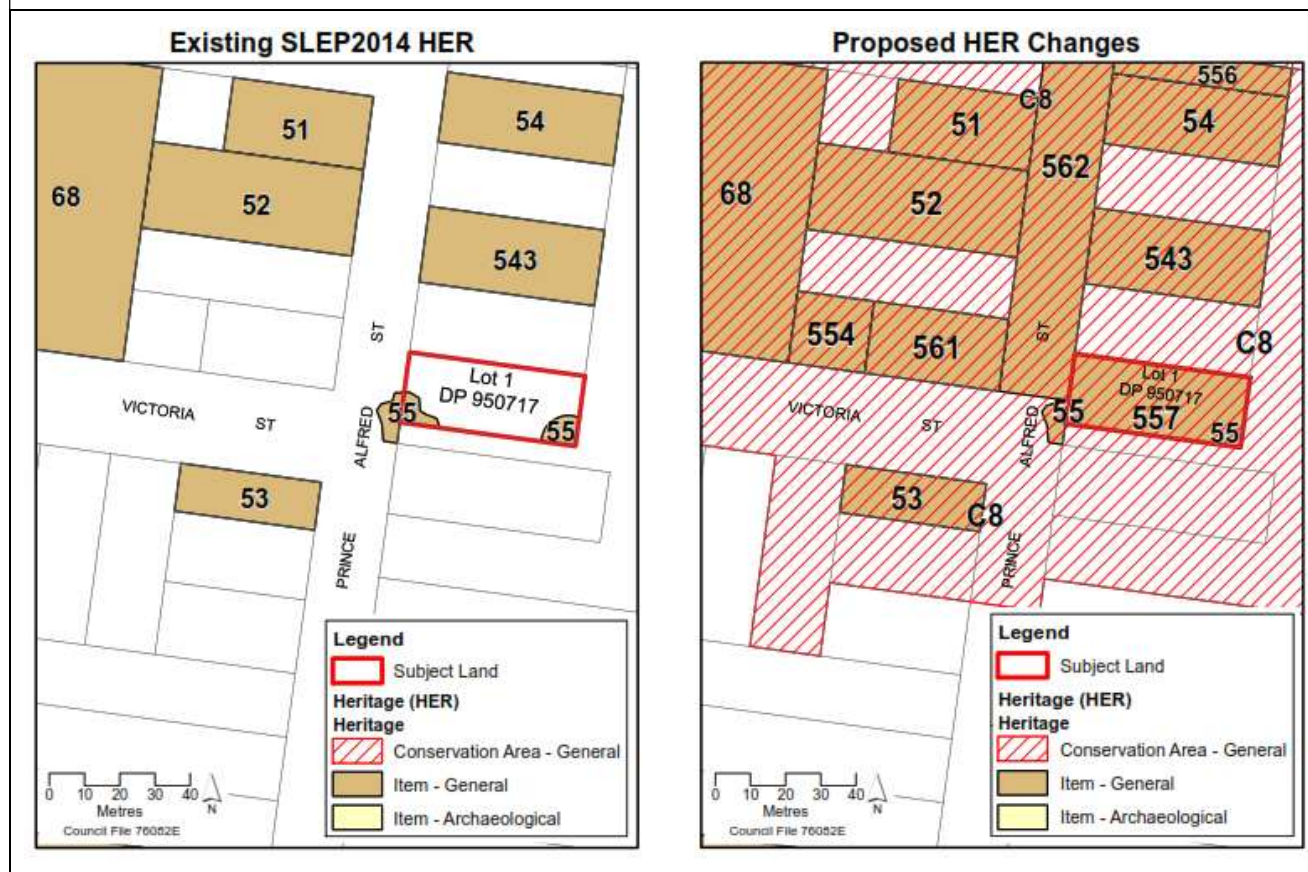 Existing SLEP2014 HER
51
54
52
68
543
ST
Lot 1
DP 950717
VICTORIA ST
55
55
ALFRED
53
PRINCE
Legend
Subject Land
Heritage (HER)
Heritage
Conservation Area - General
Item - General
Item - Archaeological
0 10 20 30 40
Metres
N
Council File 76082E
Proposed HER Changes
556
C8
51
54
562
68
52
543
ST
554
561
C8
Lot 1
DP 950717
557
VICTORIA ST
55
55
ALFRED
53
C8
PRINCE
Legend
Subject Land
Heritage (HER)
Heritage
Conservation Area - General
Item - General
Item - Archaeological
0 10 20 30 40
Metres
N
Council File 76082E